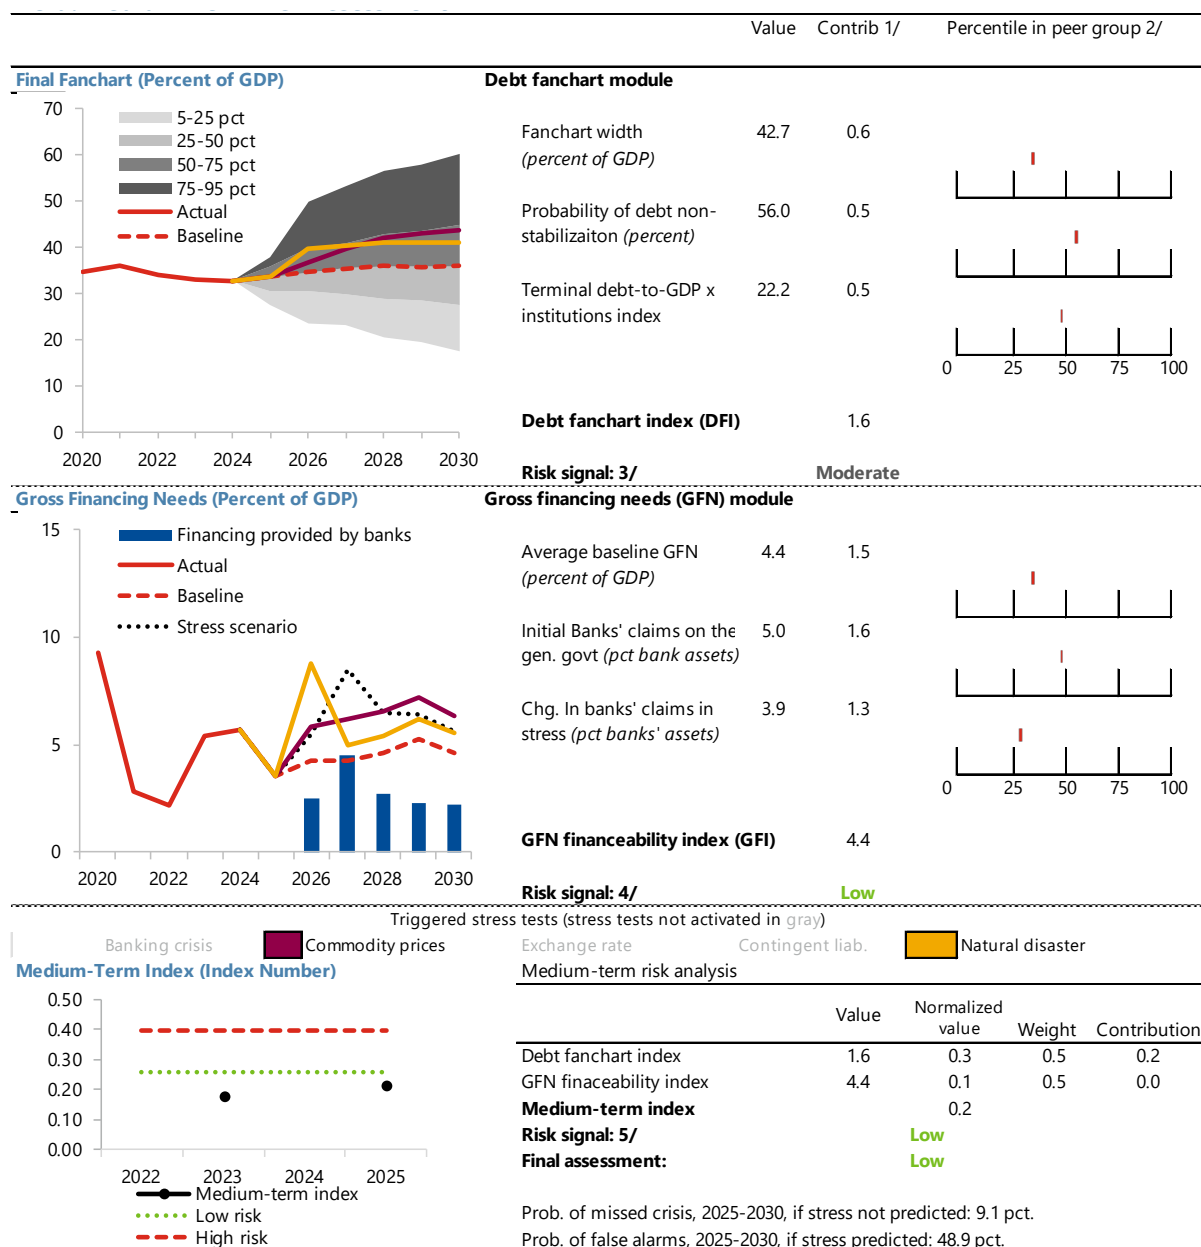 Value Contrib 1/ Percentile in peer group 2/
Final Fanchart (Percent of GDP)
Debt fanchart module
70
60
50
40
30
20
10
0
5-25 pct
25-50 pct
50-75 pct
75-95 pct
Actual
Baseline
2020 2022 2024 2026 2028 2030
Fanchart width 42.7 0.6
(percent of GDP)
Probability of debt non- 56.0 0.5
stabilizaiton (percent)
Terminal debt-to-GDP x 22.2 0.5
institutions index
0 25 50 75 100
Debt fanchart index (DFI) 1.6
Risk signal: 3/ Moderate
Gross Financing Needs (Percent of GDP)
Gross financing needs (GFN) module
15
10
5
0
Financing provided by banks
Actual
Baseline
Stress scenario
2020 2022 2024 2026 2028 2030
Average baseline GFN 4.4 1.5
(percent of GDP)
Initial Banks' claims on the 5.0 1.6
gen. govt (pct bank assets)
Chg. In banks' claims in 3.9 1.3
stress (pct banks' assets)
0 25 50 75 100
GFN financeability index (GFI) 4.4
Risk signal: 4/ Low
Triggered stress tests (stress tests not activated in gray)
Banking crisis Commodity prices Exchange rate Contingent liab. Natural disaster
Medium-Term Index (Index Number)
0.50
0.40
0.30
0.20
0.10
0.00
2022 2023 2024 2025
Medium-term index
Low risk
High risk
Medium-term risk analysis
Value Normalized value Weight Contribution
Debt fanchart index 1.6 0.3 0.5 0.2
GFN finaceability index 4.4 0.1 0.5 0.0
Medium-term index 0.2
Risk signal: 5/ Low
Final assessment: Low
Prob. of missed crisis, 2025-2030, if stress not predicted: 9.1 pct.
Prob. of false alarms, 2025-2030, if stress predicted: 48.9 pct.